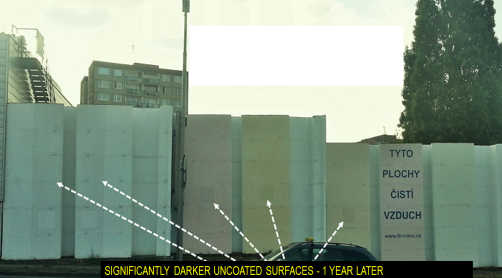 TYTO
PLOCHY
ČISTÍ
VZDUCH
www.fn-nano.cz
SIGNIFICANTLY DARKER UNCOATED SURFACES - 1 YEAR LATER